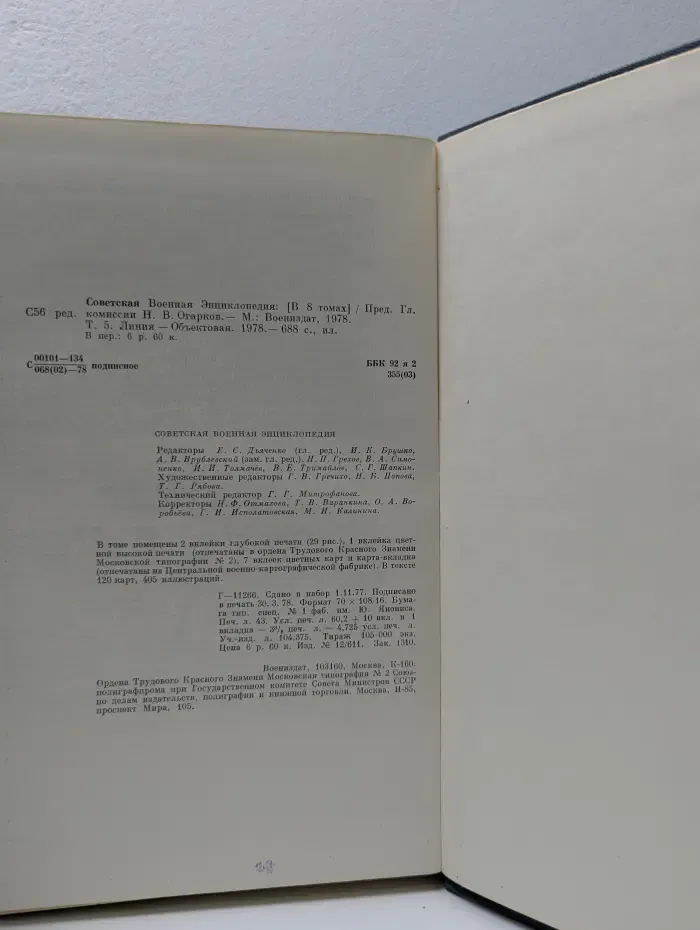 Советская Военная Энциклопедия: [В 8 томах] / Пред. Гл.
С56 ред. комиссии Н. В. Огарков.— М.: Воениздат, 1978.
Т. 5. Линия — Объектовая. 1978.— 688 с., ил.
В пер.: 6 р. 60 к.
С 00101—134
068(02)—78 подписное
ББК 92 я 2
355(03)
СОВЕТСКАЯ ВОЕННАЯ ЭНЦИКЛОПЕДИЯ
Редакторы Е. С. Дьяченко (гл. ред.), И. К. Брушко,
А. В. Врублевский (зам. гл. ред.), Н. П. Грехов, В. А. Симо-
ненко, И. И. Толмачёв, В. Е. Тримайлов, С. Г. Шапкин.
Художественные редакторы Г. В. Гречихо, Н. Б. Попова,
Т. Г. Рябова.
Технический редактор Г. Г. Митрофанова.
Корректоры Н. Ф. Отмахова, Т. В. Варапкина, О. А. Во-
робьёва, Г. И. Исполатовская, М. И. Калинина.
В томе помещены 2 вклейки глубокой печати (29 рис.), 1 вклейка цвет-
ной высокой печати (отпечатаны в ордена Трудового Красного Знамени
Московской типографии № 2), 7 вклеек цветных карт и карта-вкладка
(отпечатаны на Центральной военно-картографической фабрике). В тексте
120 карт, 405 иллюстраций.
Г—11266. Сдано в набор 1.11.77. Подписано
в печать 30.3.78. Формат 70 × 108/16. Бума-
га тип. спец. № 1 фаб. им. Ю. Янониса.
Печ. л. 43. Усл. печ. л. 60,2 + 10 вкл. и 1
вкладка — печ. л. — 4,725 усл. печ. л.
Уч.-изд. л. 104,375. Тираж 105 000 экз.
Цена 6 р. 60 к. Изд. № 12/611. Зак. 1310.
Воениздат, 103160, Москва, К-160.
Ордена Трудового Красного Знамени Московская типография № 2 Союз-
полиграфпрома при Государственном комитете Совета Министров СССР
по делам издательств, полиграфии и книжной торговли. Москва, И-85,
проспект Мира, 105.